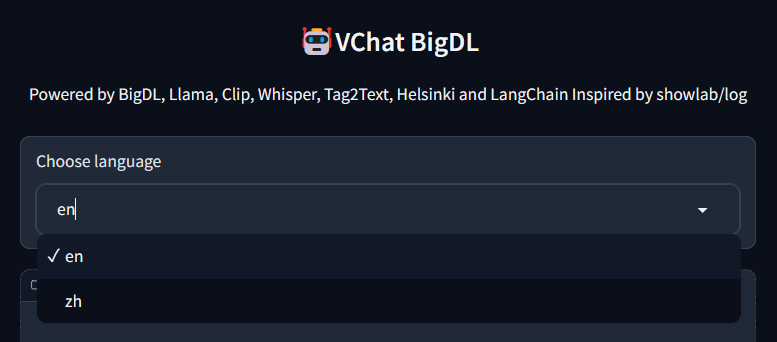 VChat BigDL
Powered by BigDL, Llama, Clip, Whisper, Tag2Text, Helsinki and LangChain Inspired by showlab/log
Choose language
en
✓ en
zh